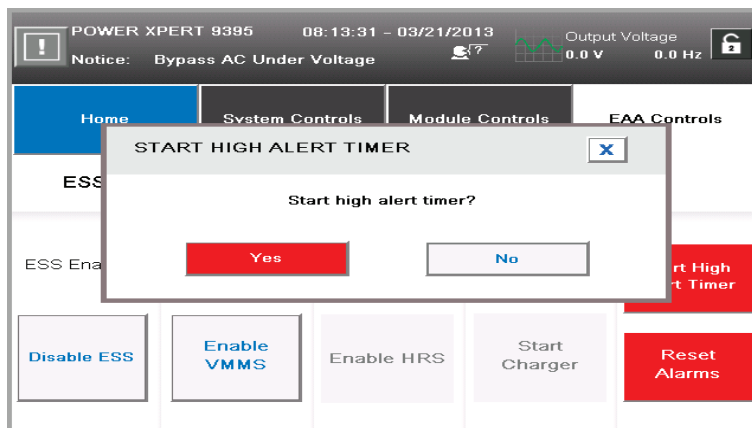 POWER XPERT 9395 08:13:31 - 03/21/2013 Output Voltage
Notice: Bypass AC Under Voltage 0.0 V 0.0 Hz 2
Home System Controls Module Controls EAA Controls
START HIGH ALERT TIMER X
ESS
Start high alert timer?
Yes No
ESS Ena
rt High
rt Timer
Disable ESS
Enable
VMMS
Enable HRS
Start
Charger
Reset
Alarms